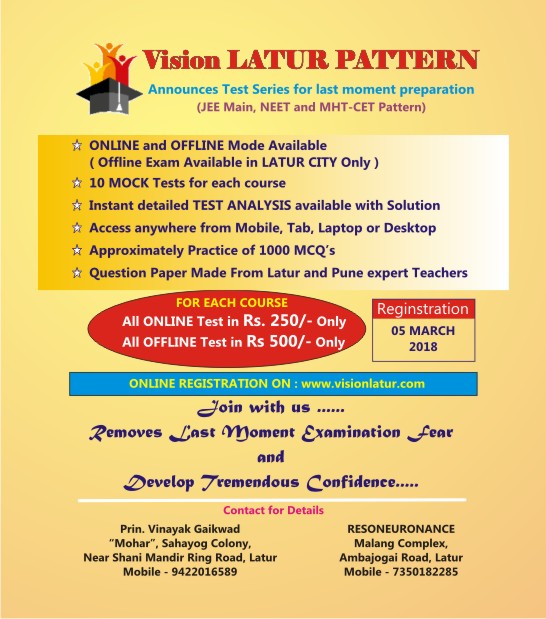 Vision LATUR PATTERN
Announces Test Series for last moment preparation
(JEE Main, NEET and MHT-CET Pattern)
ONLINE and OFFLINE Mode Available
( Offline Exam Available in LATUR CITY Only )
10 MOCK Tests for each course
Instant detailed TEST ANALYSIS available with Solution
Access anywhere from Mobile, Tab, Laptop or Desktop
Approximately Practice of 1000 MCQ's
Question Paper Made From Latur and Pune expert Teachers
FOR EACH COURSE
All ONLINE Test in Rs. 250/- Only
All OFFLINE Test in Rs 500/- Only
Reginstration
05 MARCH
2018
ONLINE REGISTRATION ON : www.visionlatur.com
Join with us ......
Removes Last Moment Examination Fear
and
Develop Tremendous Confidence.....
Contact for Details
Prin. Vinayak Gaikwad
"Mohar", Sahayog Colony,
Near Shani Mandir Ring Road, Latur
Mobile - 9422016589
RESONEURONANCE
Malang Complex,
Ambajogai Road, Latur
Mobile - 7350182285